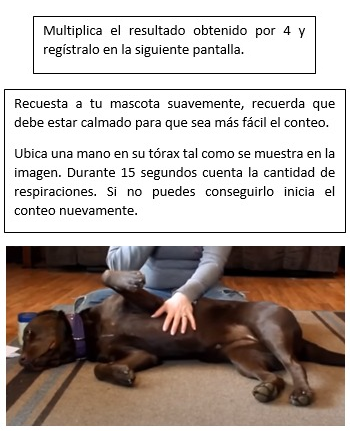 Multiplica el resultado obtenido por 4 y
regístralo en la siguiente pantalla.
Recuesta a tu mascota suavemente, recuerda que
debe estar calmado para que sea más fácil el conteo.
Ubica una mano en su tórax tal como se muestra en la
imagen. Durante 15 segundos cuenta la cantidad de
respiraciones. Si no puedes conseguirlo inicia el
conteo nuevamente.